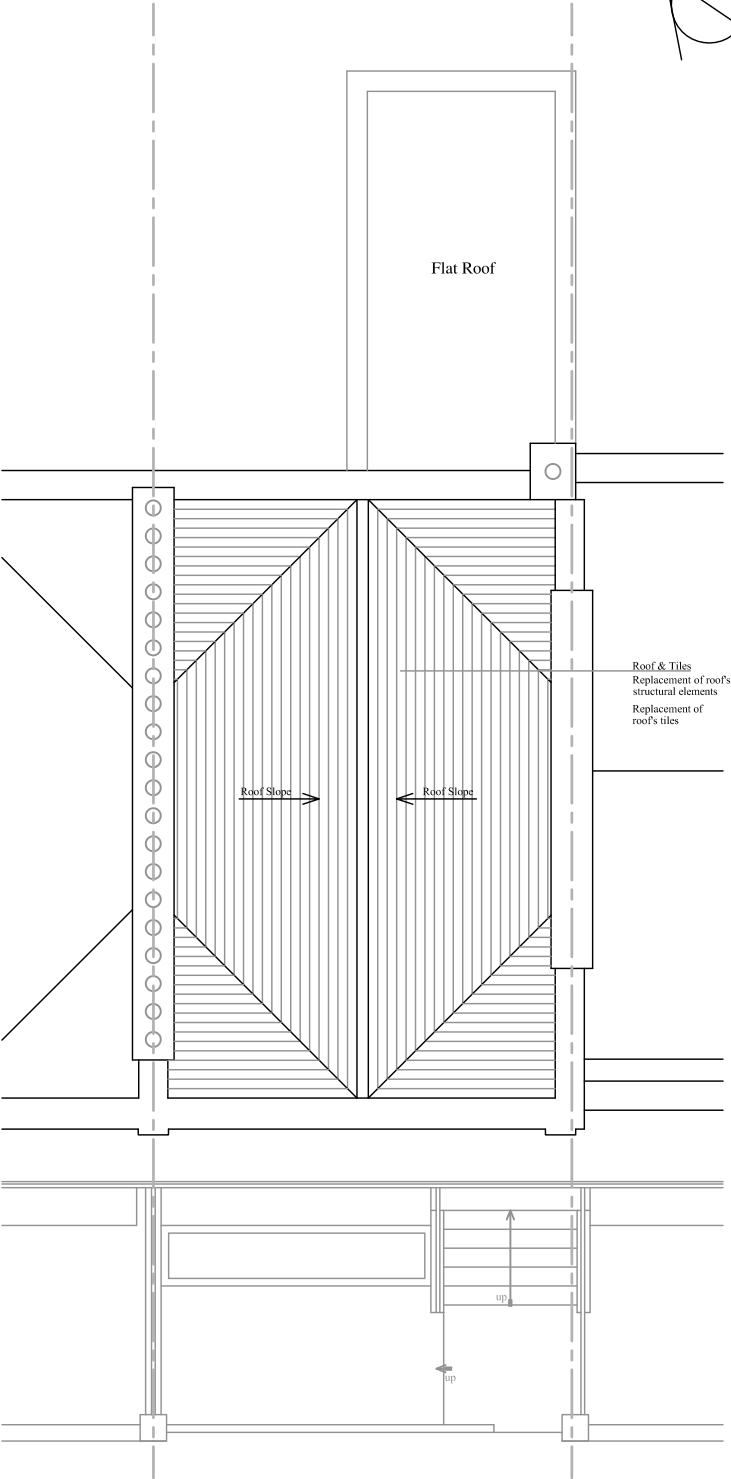 Flat Roof
Roof & Tiles
Replacement of roof's
structural elements
Replacement of
roof's tiles
Roof Slope
Roof Slope
up
up